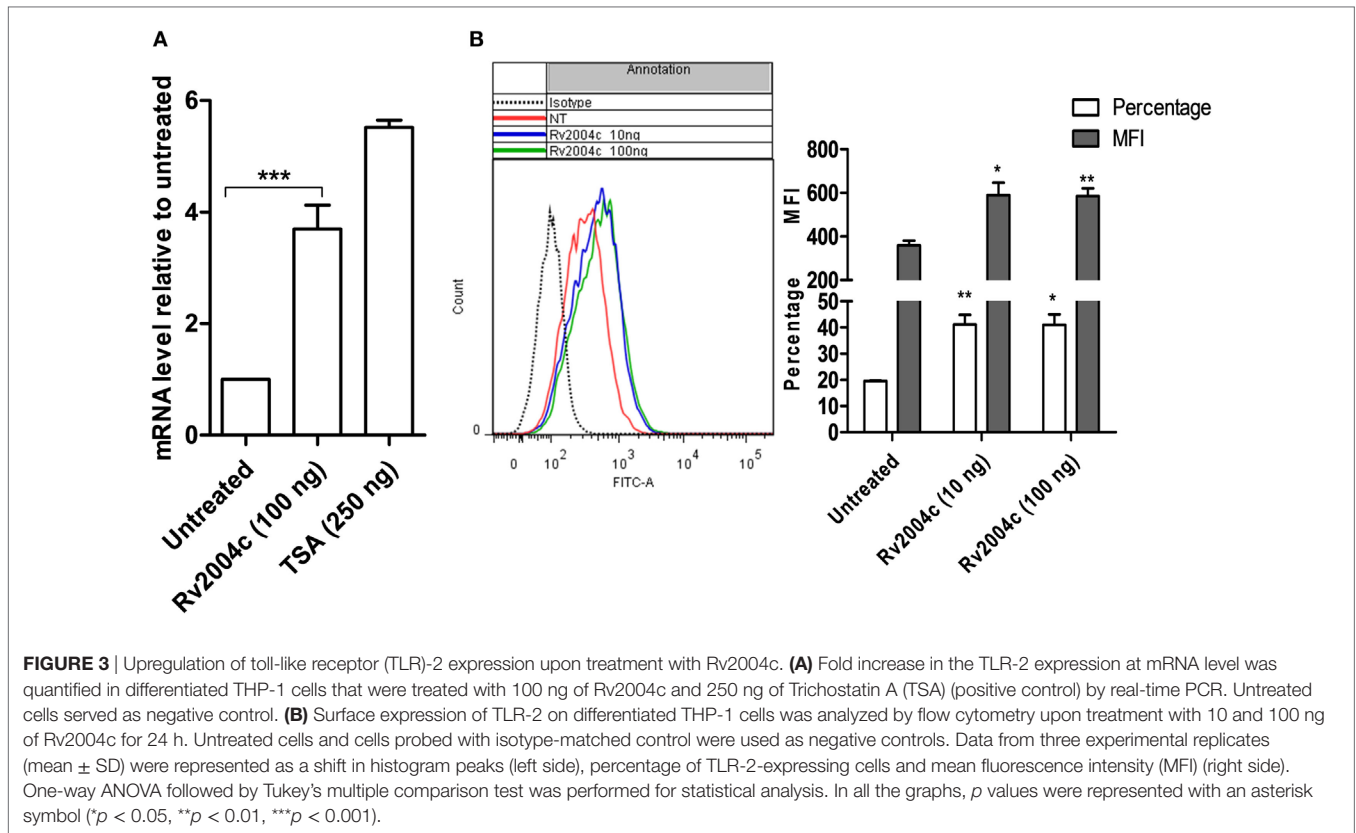 A
mRNA level relative to untreated
6
4
2
0
***
Untreated
Rv2004c (100 ng)
TSA (250 ng)
B
Annotation
Isotype
NT
Rv2004c 10ng
Rv2004c 100ng
Count
0
0 10² 10³ 10⁴ 10⁵
FITC-A
Percentage
MFI
MFI
800
600
400
200
Percentage
50
40
30
20
10
0
* **
** *
Untreated
Rv2004c (10 ng)
Rv2004c (100 ng)
FIGURE 3 | Upregulation of toll-like receptor (TLR)-2 expression upon treatment with Rv2004c. (A) Fold increase in the TLR-2 expression at mRNA level was
quantified in differentiated THP-1 cells that were treated with 100 ng of Rv2004c and 250 ng of Trichostatin A (TSA) (positive control) by real-time PCR. Untreated
cells served as negative control. (B) Surface expression of TLR-2 on differentiated THP-1 cells was analyzed by flow cytometry upon treatment with 10 and 100 ng
of Rv2004c for 24 h. Untreated cells and cells probed with isotype-matched control were used as negative controls. Data from three experimental replicates
(mean ± SD) were represented as a shift in histogram peaks (left side), percentage of TLR-2-expressing cells and mean fluorescence intensity (MFI) (right side).
One-way ANOVA followed by Tukey's multiple comparison test was performed for statistical analysis. In all the graphs, p values were represented with an asterisk
symbol (*p < 0.05, **p < 0.01, ***p < 0.001).